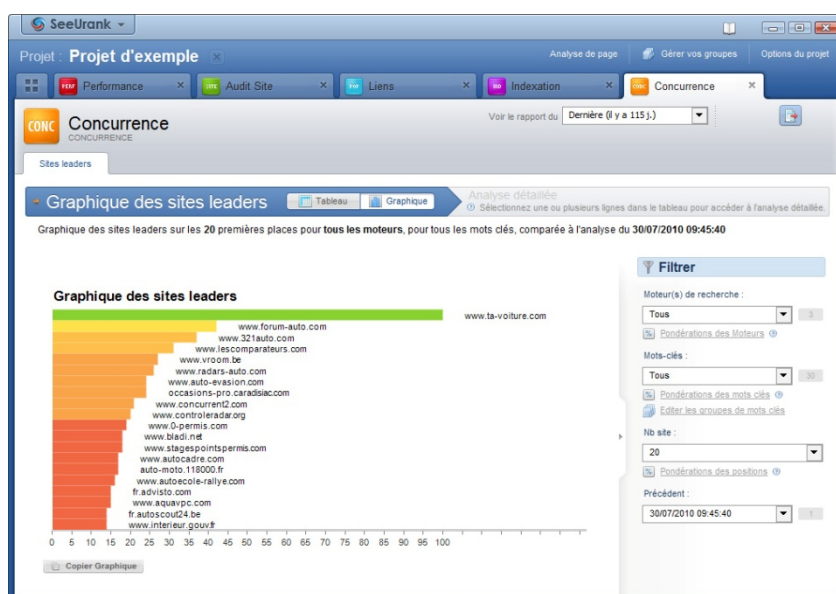 SeeUrank
Projet : Projet d'exemple
Analyse de page
Gérer vos groupes
Options du projet
PERF Performance
Audit Site
Liens
Indexation
CONC Concurrence
CONC
Concurrence
CONCURRENCE
Voir le rapport du
Dernière (il y a 115 j.)
Sites leaders
Graphique des sites leaders
Tableau
Graphique
Analyse détaillée
Sélectionnez une ou plusieurs lignes dans le tableau pour accéder à l'analyse détaillée.
Graphique des sites leaders sur les 20 premières places pour tous les moteurs, pour tous les mots clés, comparée à l'analyse du 30/07/2010 09:45:40
Graphique des sites leaders
www.ta-voiture.com
www.forum-auto.com
www.321auto.com
www.lescomparateurs.com
www.vroom.be
www.radars-auto.com
www.auto-evasion.com
occasions-pro.caradisiac.com
www.concurrent2.com
www.controleradar.org
www.0-permis.com
www.bladi.net
www.stagespointspermis.com
www.autocadre.com
auto-moto.118000.fr
www.autoecole-rallye.com
fr.advisto.com
www.aquavpc.com
fr.autoscout24.be
www.interieur.gouv.fr
0 5 10 15 20 25 30 35 40 45 50 55 60 65 70 75 80 85 90 95 100
Copier Graphique
Filtrer
Moteur(s) de recherche :
Tous
3
Pondérations des Moteurs
Mots-clés :
Tous
30
Pondérations des mots clés
Editer les groupes de mots clés
Nb site :
20
Pondérations des positions
Précédent :
30/07/2010 09:45:40
1